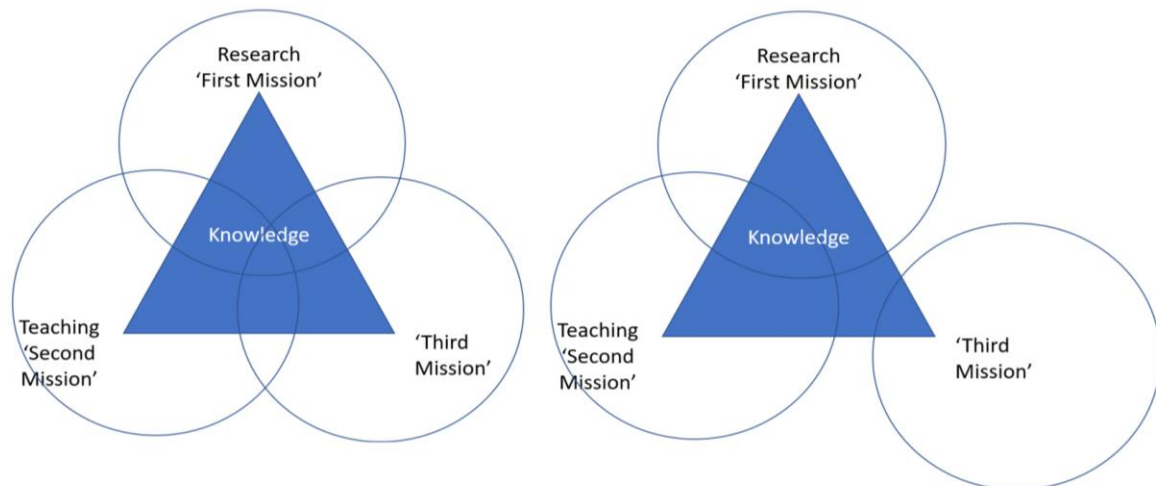 Research
‘First Mission’
Knowledge
Teaching
‘Second
Mission’
‘Third
Mission’
Research
‘First Mission’
Knowledge
Teaching
‘Second
Mission’
‘Third
Mission’